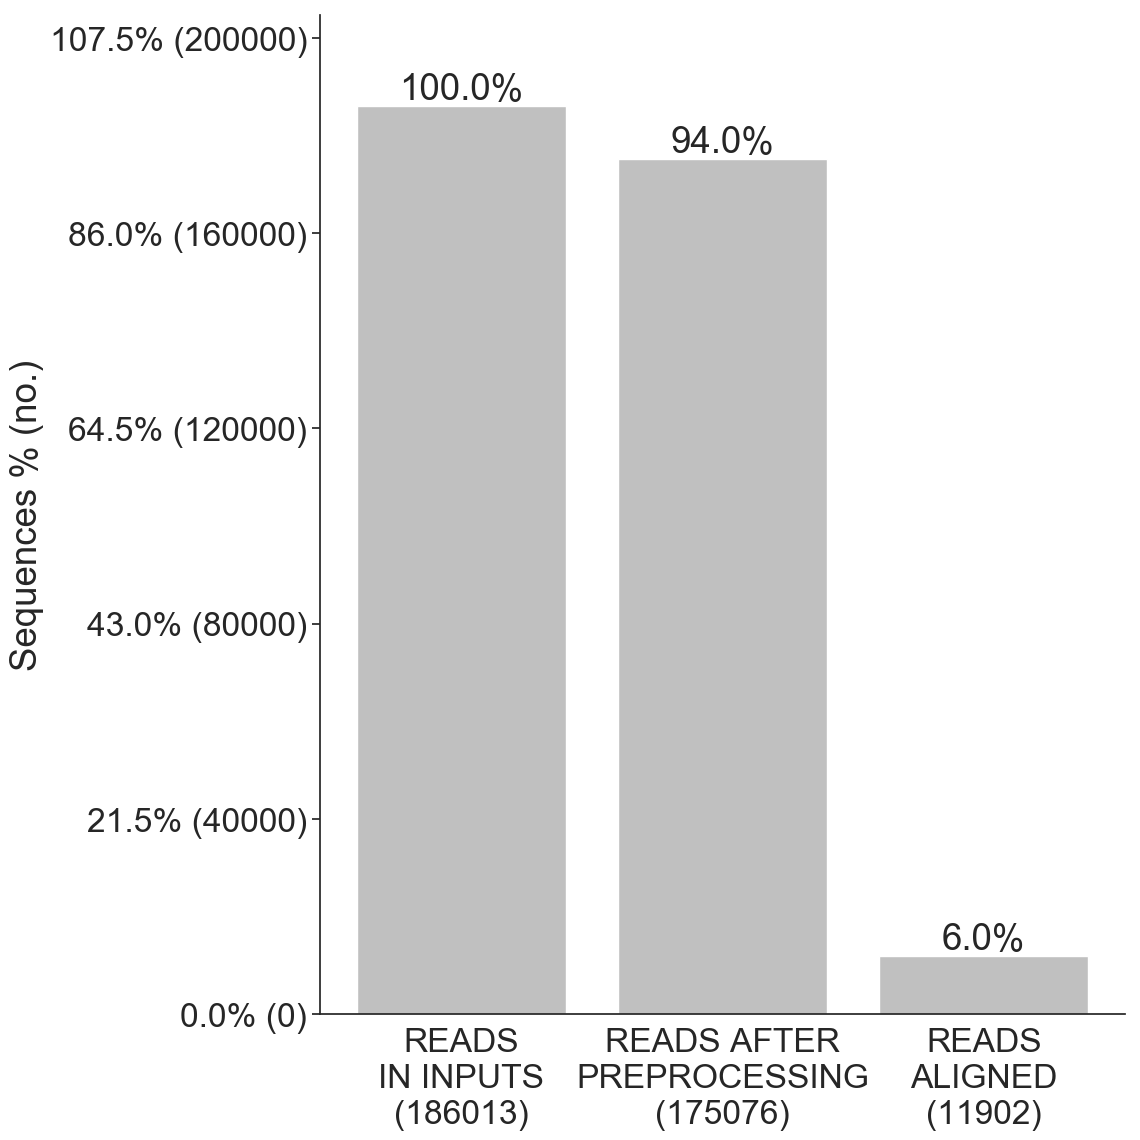 Sequences % (no.)
107.5% (200000)
86.0% (160000)
64.5% (120000)
43.0% (80000)
21.5% (40000)
0.0% (0)
100.0%
94.0%
6.0%
READS
IN INPUTS
(186013)
READS AFTER
PREPROCESSING
(175076)
READS
ALIGNED
(11902)